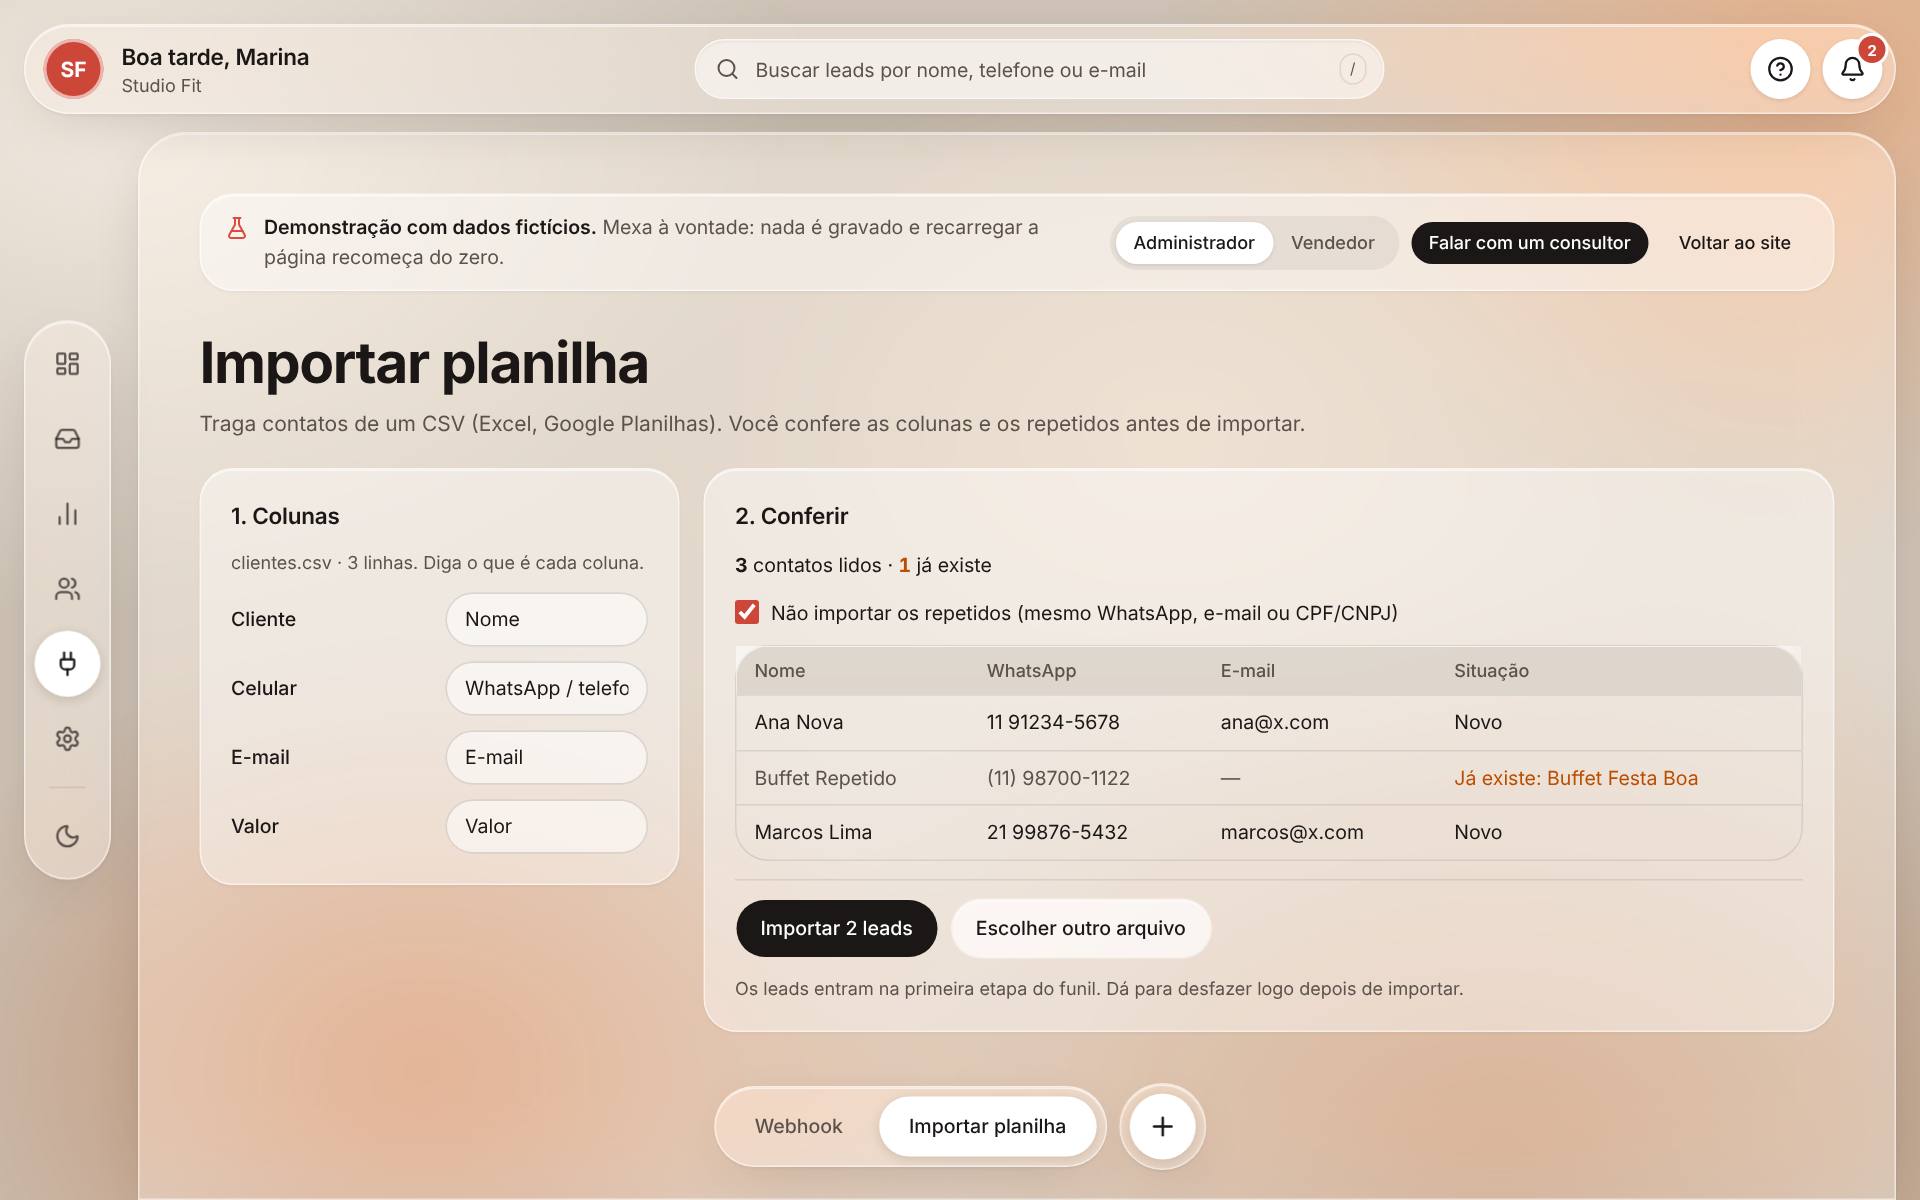 SF
Boa tarde, Marina
Studio Fit
Buscar leads por nome, telefone ou e-mail
/
2
Demonstração com dados fictícios. Mexa à vontade: nada é gravado e recarregar a
página recomeça do zero.
Administrador
Vendedor
Falar com um consultor
Voltar ao site
Importar planilha
Traga contatos de um CSV (Excel, Google Planilhas). Você confere as colunas e os repetidos antes de importar.
1. Colunas
clientes.csv · 3 linhas. Diga o que é cada coluna.
Cliente
Nome
Celular
WhatsApp / telefo
E-mail
E-mail
Valor
Valor
2. Conferir
3 contatos lidos · 1 já existe
Não importar os repetidos (mesmo WhatsApp, e-mail ou CPF/CNPJ)
Nome WhatsApp E-mail Situação
Ana Nova 11 91234-5678 ana@x.com Novo
Buffet Repetido (11) 98700-1122 — Já existe: Buffet Festa Boa
Marcos Lima 21 99876-5432 marcos@x.com Novo
Importar 2 leads
Escolher outro arquivo
Os leads entram na primeira etapa do funil. Dá para desfazer logo depois de importar.
Webhook
Importar planilha